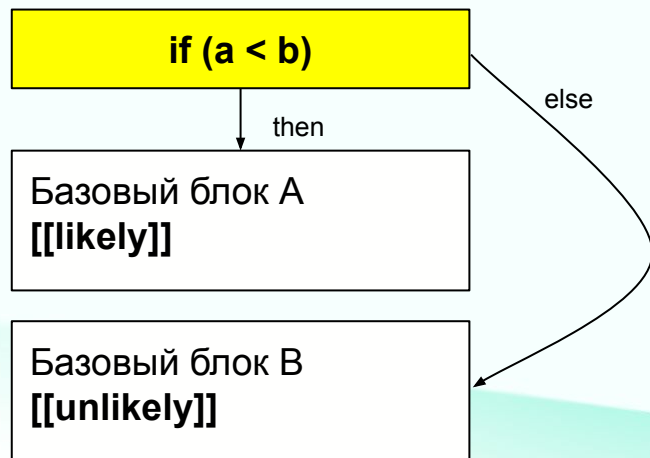 if (a < b)
else
then
Базовый блок A
[[likely]]
Базовый блок B
[[unlikely]]